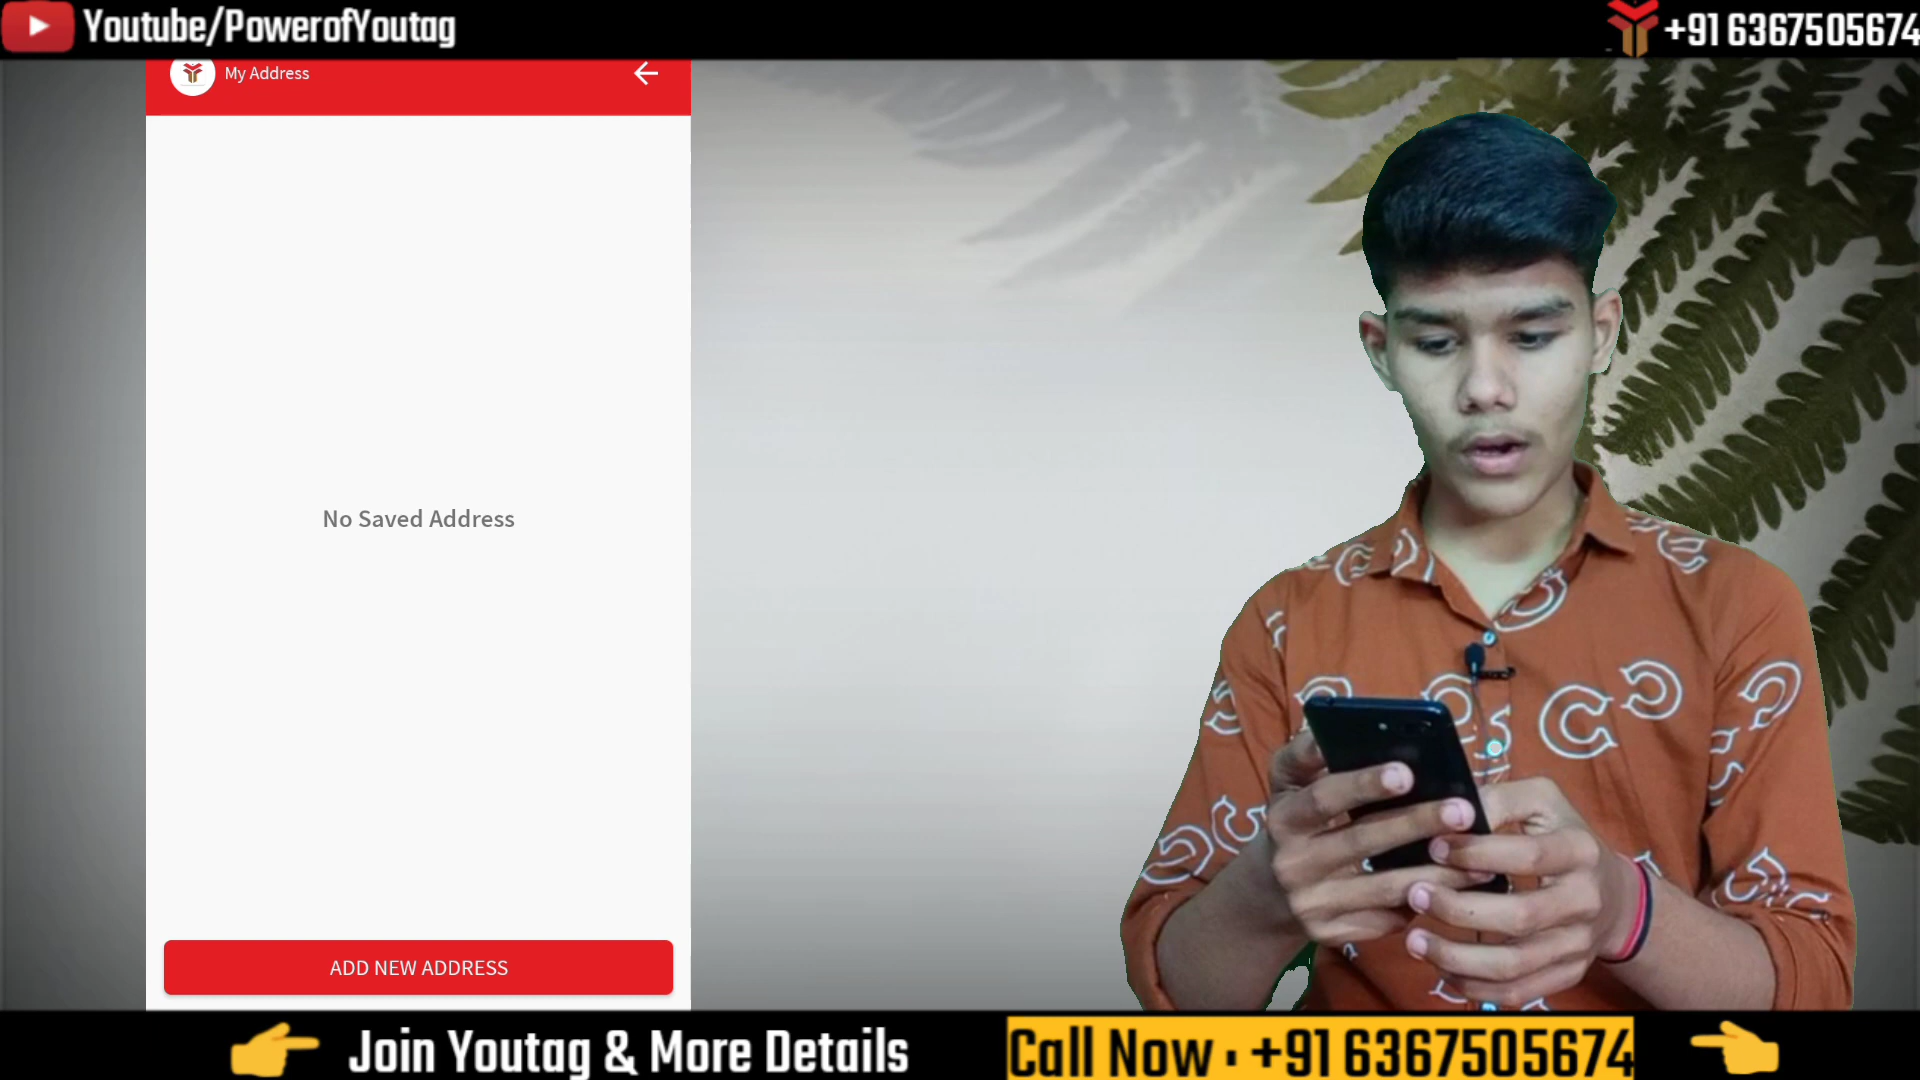 Youtube/PowerofYoutag
+91 6367505674
My Address
No Saved Address
ADD NEW ADDRESS
Join Youtag & More Details
Call Now : +91 6367505674